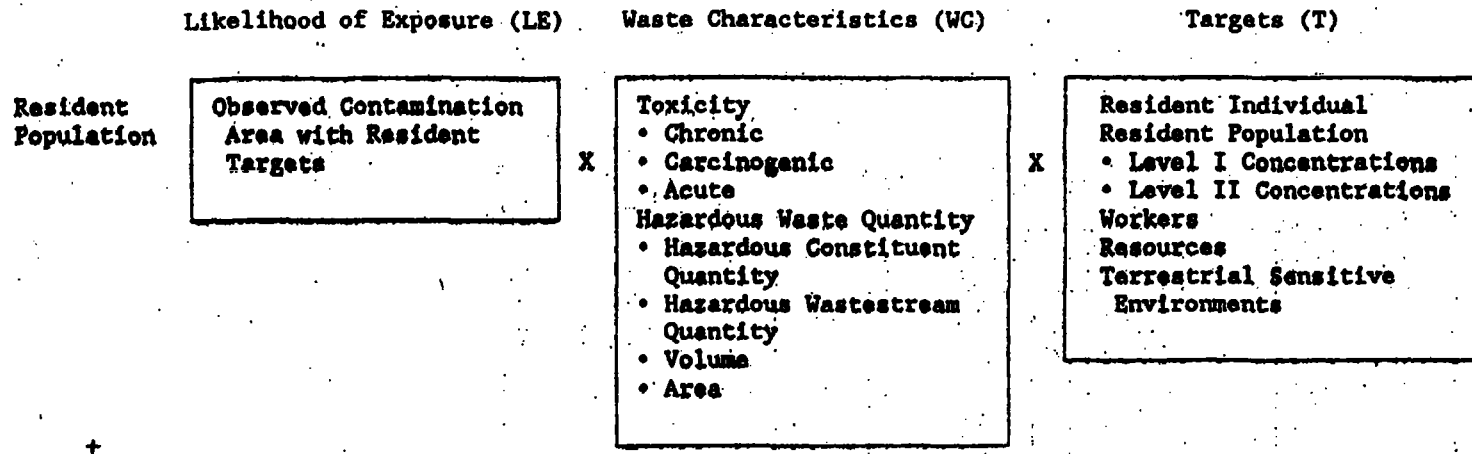 Likelihood of Exposure (LE)
Waste Characteristics (WC)
Targets (T)
Resident
Population
Observed Contamination
Area with Resident
Targets
X
Toxicity
• Chronic
• Carcinogenic
• Acute
Hazardous Waste Quantity
• Hazardous Constituent
Quantity
• Hazardous Wastestream
Quantity
• Volume
• Area
X
Resident Individual
Resident Population
• Level I Concentrations
• Level II Concentrations
Workers
Resources
Terrestrial Sensitive
Environments
+